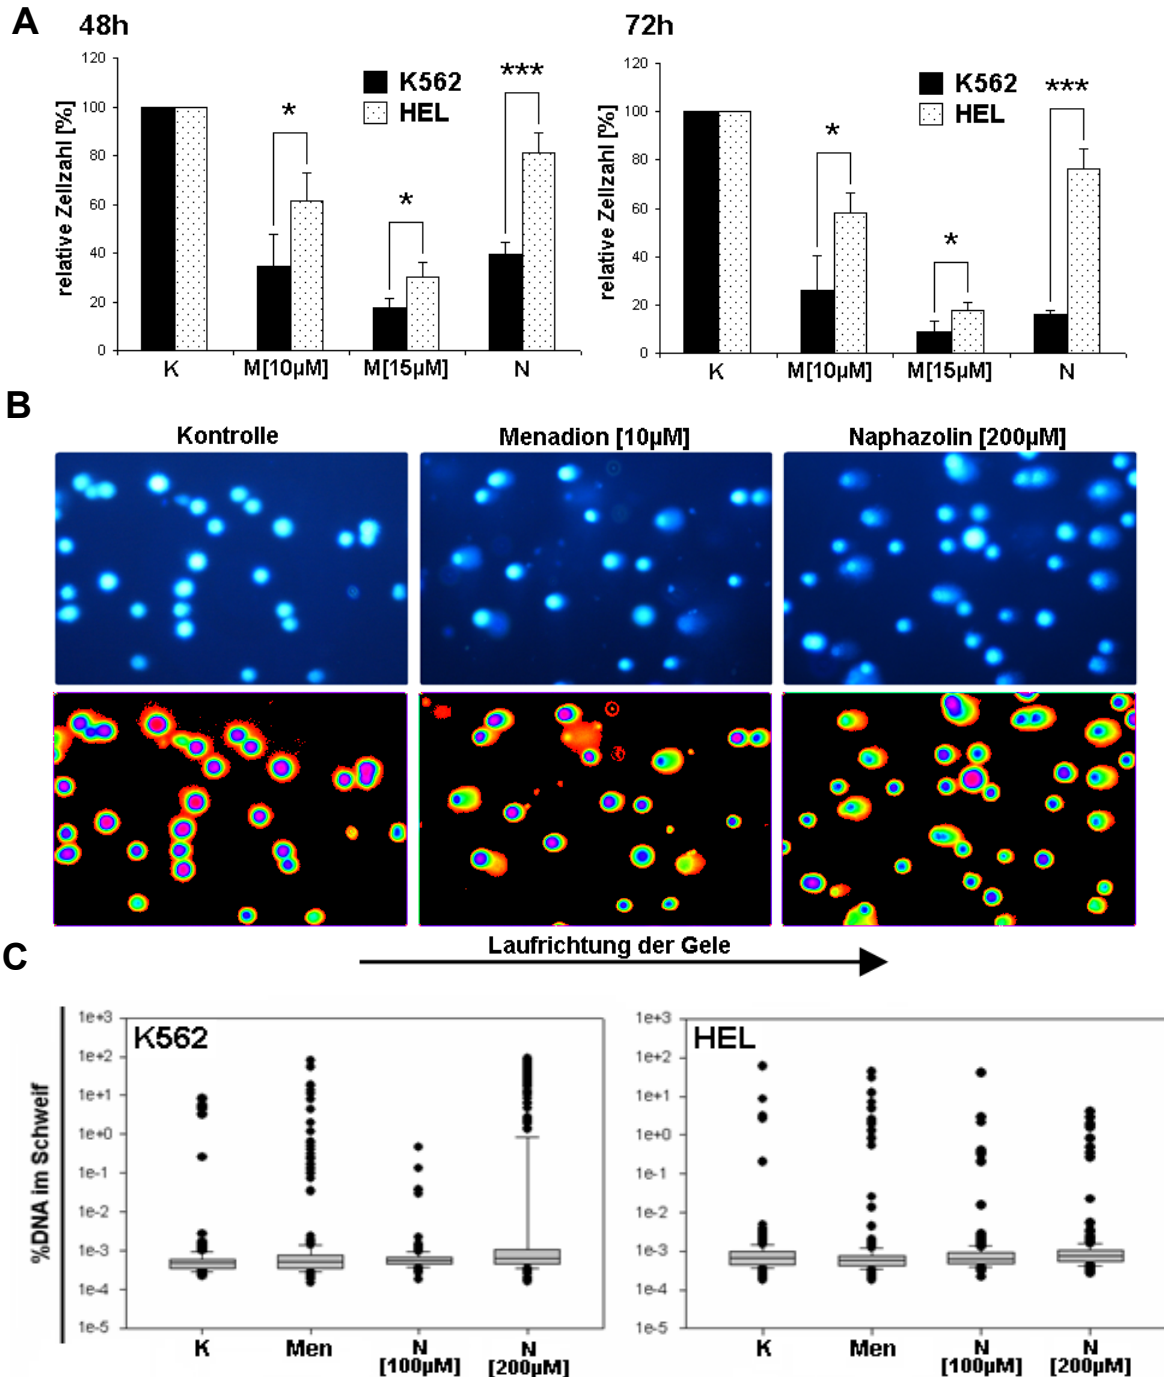 A
48h
72h
120
100
80
60
40
20
0
relative Zellzahl [%]
K562
HEL
*
*
***
K
M[10µM]
M[15µM]
N
120
100
80
60
40
20
0
relative Zellzahl [%]
K562
HEL
*
*
***
K
M[10µM]
M[15µM]
N
B
Kontrolle
Menadion [10µM]
Naphazolin [200µM]
Laufrichtung der Gele
C
%DNA im Schweif
1e+3
1e+2
1e+1
1e+0
1e-1
1e-2
1e-3
1e-4
1e-5
K562
K
Men
N
[100µM]
N
[200µM]
1e+3
1e+2
1e+1
1e+0
1e-1
1e-2
1e-3
1e-4
1e-5
HEL
K
Men
N
[100µM]
N
[200µM]